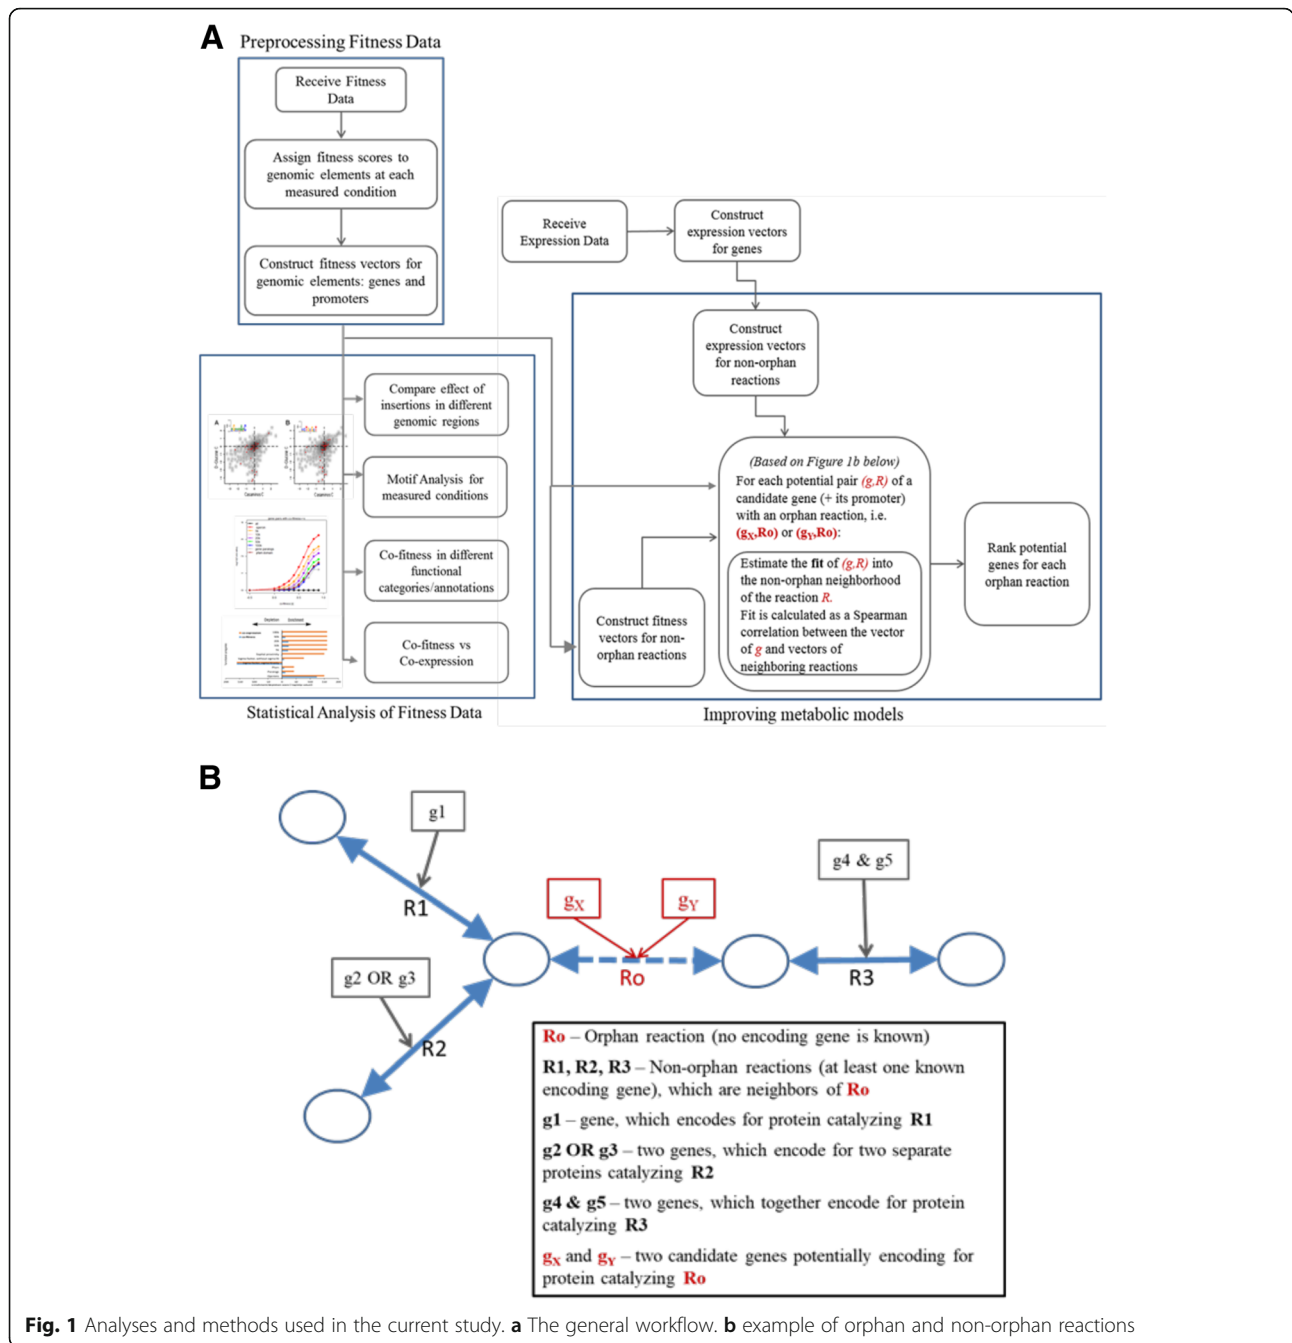 A
Preprocessing Fitness Data
Receive Fitness
Data
Assign fitness scores to
genomic elements at each
measured condition
Construct fitness vectors for
genomic elements: genes and
promoters
Receive
Expression Data
Construct
expression vectors
for genes
Construct
expression vectors
for non-orphan
reactions
Compare effect of
insertions in different
genomic regions
Motif Analysis for
measured conditions
Co-fitness in different
functional
categories/annotations
Co-fitness vs
Co-expression
A
B
Statistical Analysis of Fitness Data
Construct fitness
vectors for non-
orphan reactions
(Based on Figure 1b below)
For each potential pair (g,R) of a
candidate gene (+ its promoter)
with an orphan reaction, i.e.
(gX,Ro) or (gY,Ro):
Estimate the fit of (g,R) into
the non-orphan neighborhood
of the reaction R.
Fit is calculated as a Spearman
correlation between the vector
of g and vectors of
neighboring reactions
Rank potential
genes for each
orphan reaction
Improving metabolic models
B
g1
R1
g2 OR g3
R2
gX
gY
Ro
g4 & g5
R3
Ro – Orphan reaction (no encoding gene is known)
R1, R2, R3 – Non-orphan reactions (at least one known
encoding gene), which are neighbors of Ro
g1 – gene, which encodes for protein catalyzing R1
g2 OR g3 – two genes, which encode for two separate
proteins catalyzing R2
g4 & g5 – two genes, which together encode for protein
catalyzing R3
gX and gY – two candidate genes potentially encoding for
protein catalyzing Ro
Fig. 1 Analyses and methods used in the current study. a The general workflow. b example of orphan and non-orphan reactions